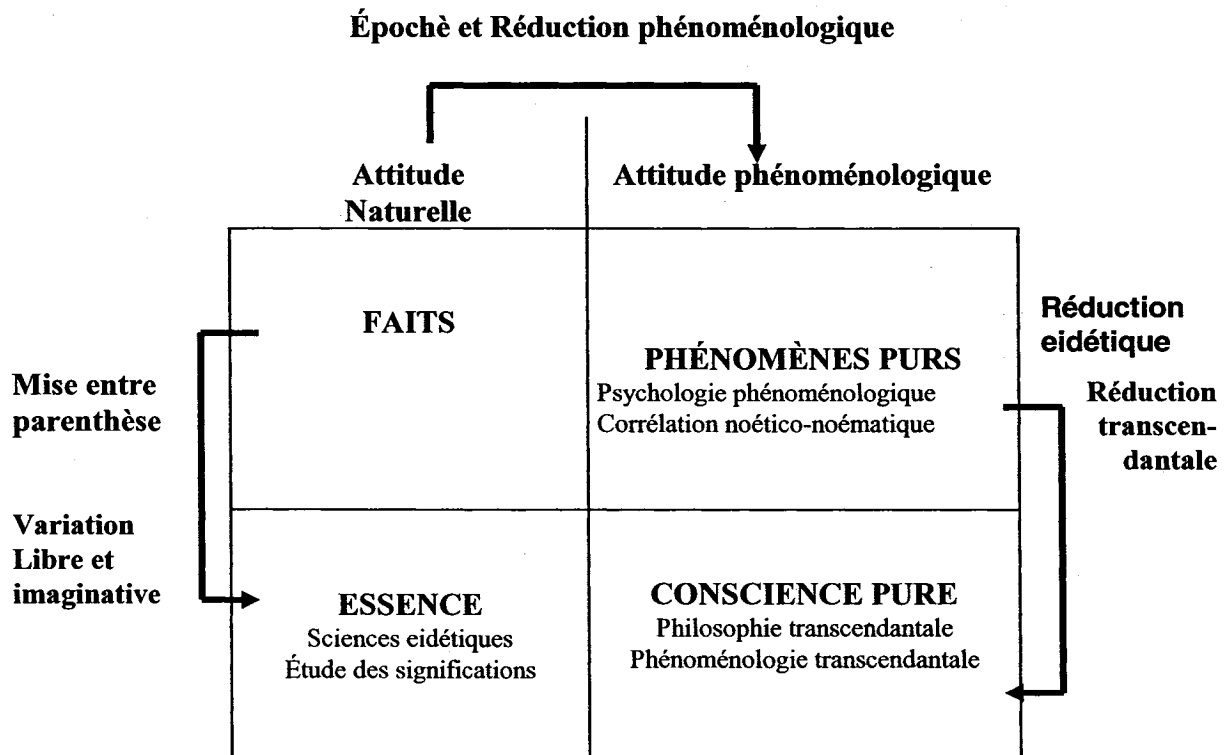 Épochè et Réduction phénoménologique
Attitude
Naturelle
Attitude phénoménologique
FAITS
PHÉNOMÈNES PURS
Psychologie phénoménologique
Corrélation noético-noématique
Réduction
eidétique
Réduction
transcen-
dantale
Mise entre
parenthèse
Variation
Libre et
imaginative
ESSENCE
Sciences eidétiques
Étude des significations
CONSCIENCE PURE
Philosophie transcendantale
Phénoménologie transcendantale